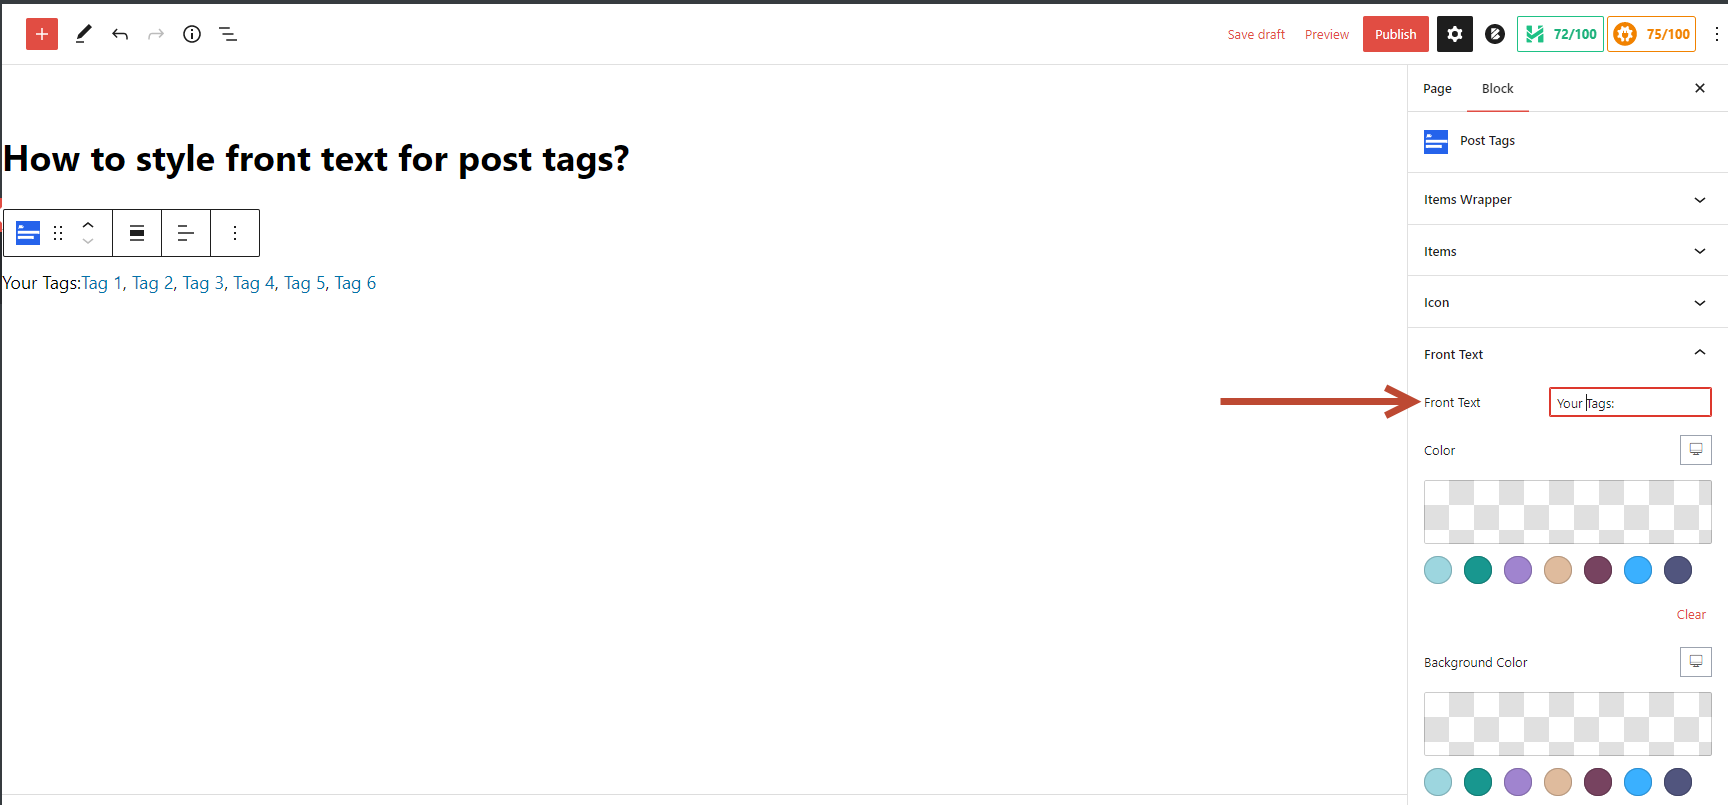 Save draft Preview Publish 72/100 75/100
Page Block
Post Tags
How to style front text for post tags?
Items Wrapper
Your Tags:Tag 1, Tag 2, Tag 3, Tag 4, Tag 5, Tag 6
Items
Icon
Front Text
Front Text Your Tags:
Color
Clear
Background Color